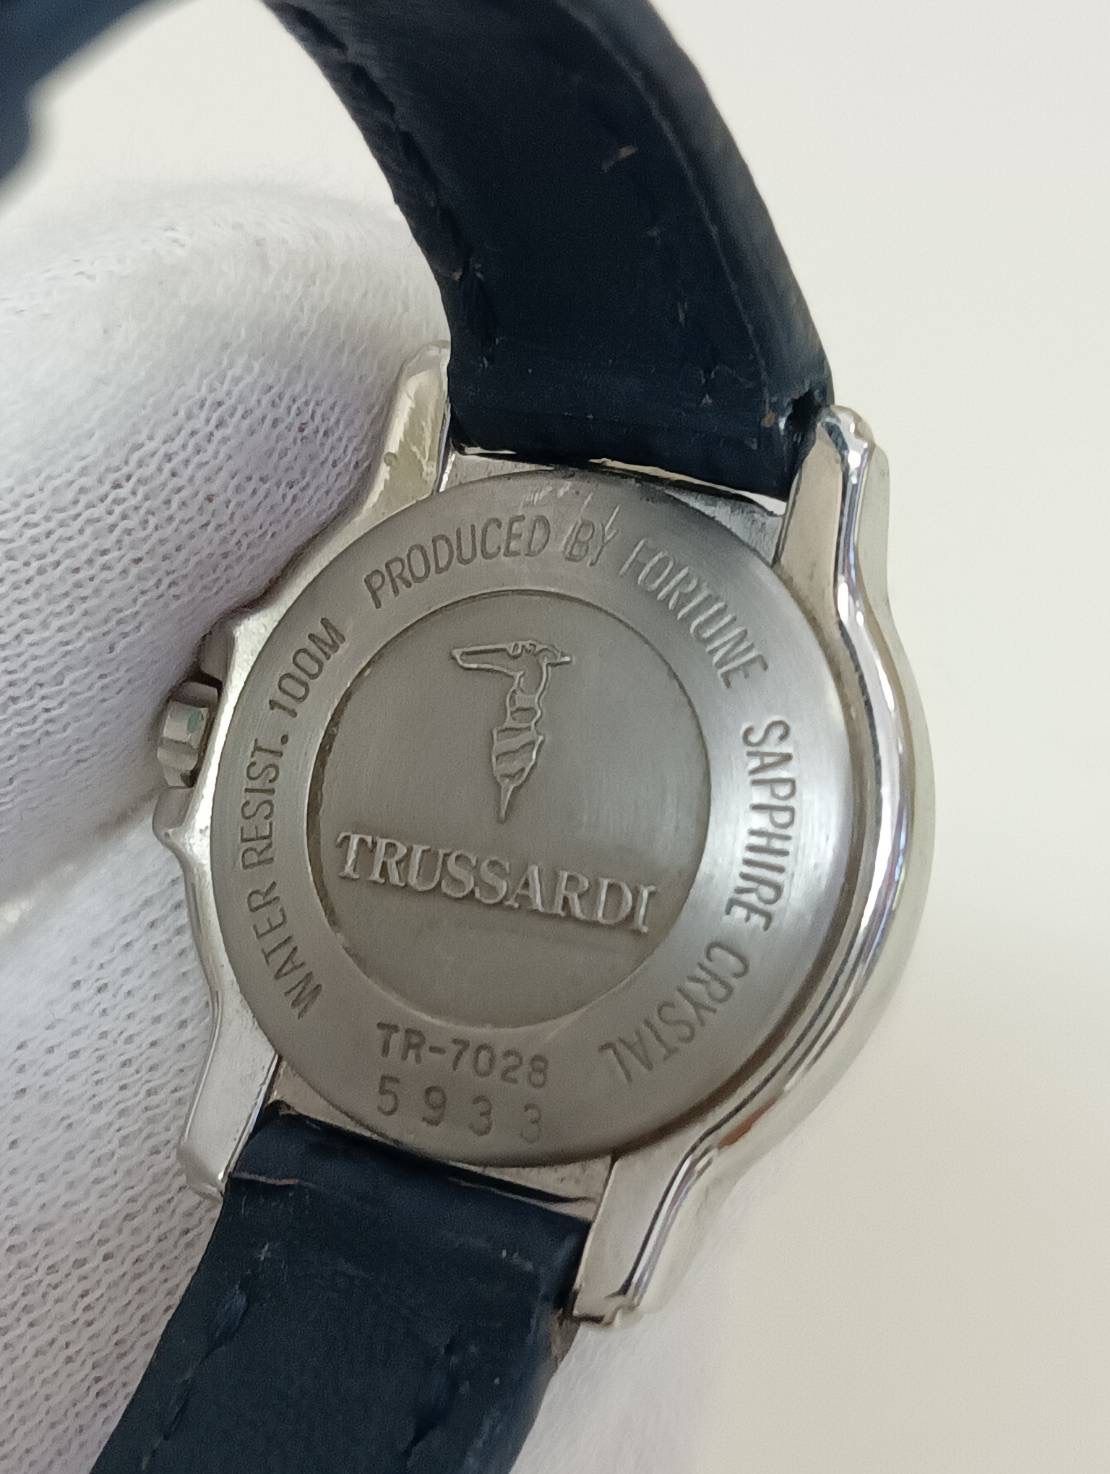 PRODUCED BY FORTUNE
SAPPHIRE CRYSTAL
WATER RESIST. 100M
TRUSSARDI
TR-7028
5933